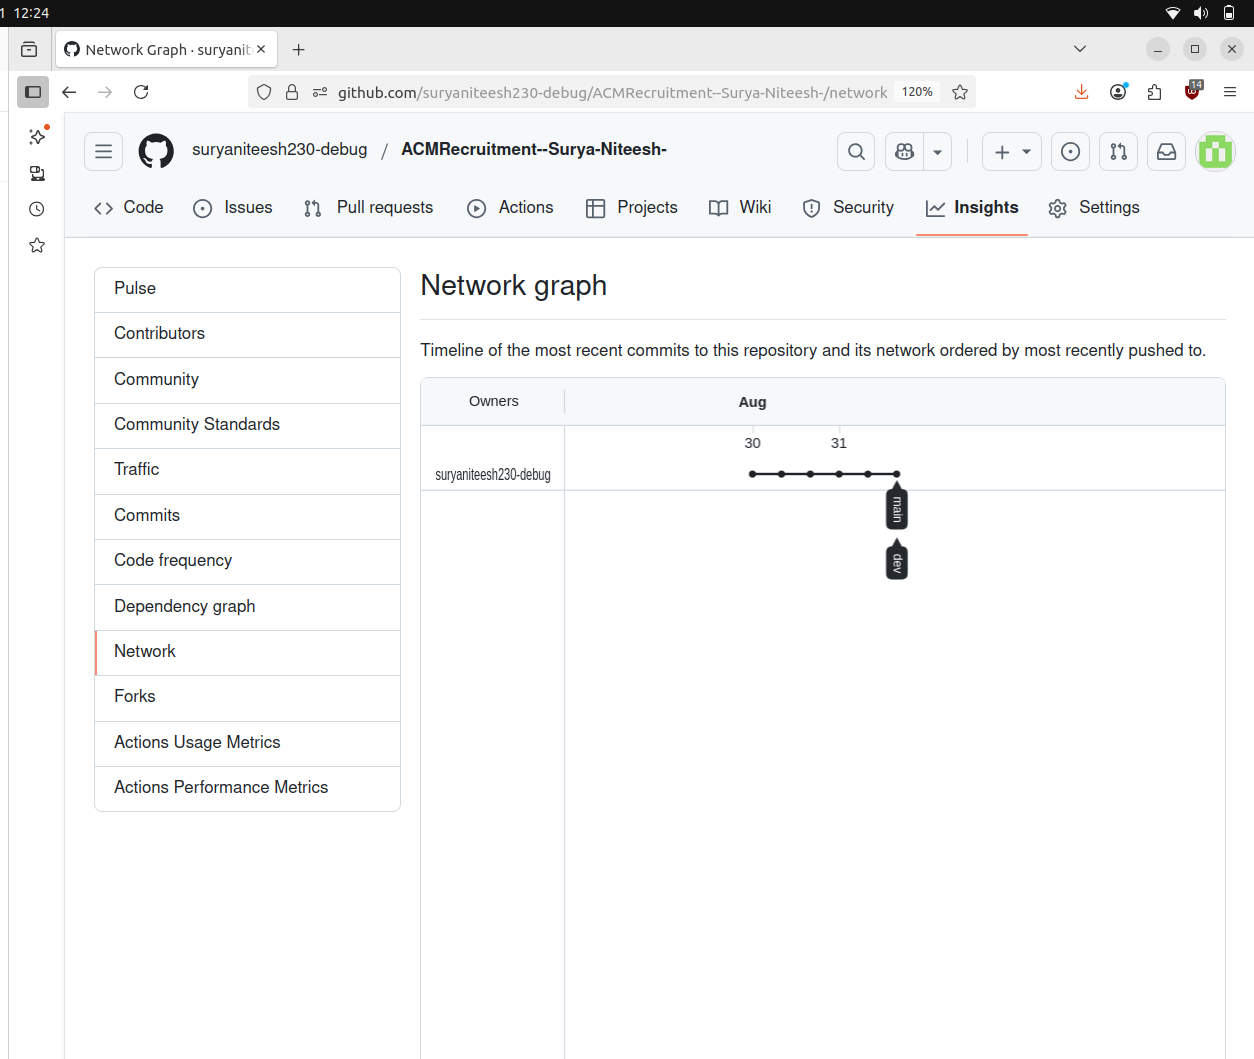 1 12:24
Network Graph · suryanit
github.com/suryaniteesh230-debug/ACMRecruitment--Surya-Niteesh-/network 120% 14
suryaniteesh230-debug / ACMRecruitment--Surya-Niteesh-
Code Issues Pull requests Actions Projects Wiki Security Insights Settings
Pulse
Contributors
Community
Community Standards
Traffic
Commits
Code frequency
Dependency graph
Network
Forks
Actions Usage Metrics
Actions Performance Metrics
Network graph
Timeline of the most recent commits to this repository and its network ordered by most recently pushed to.
Owners Aug
30 31
suryaniteesh230-debug
main
dev